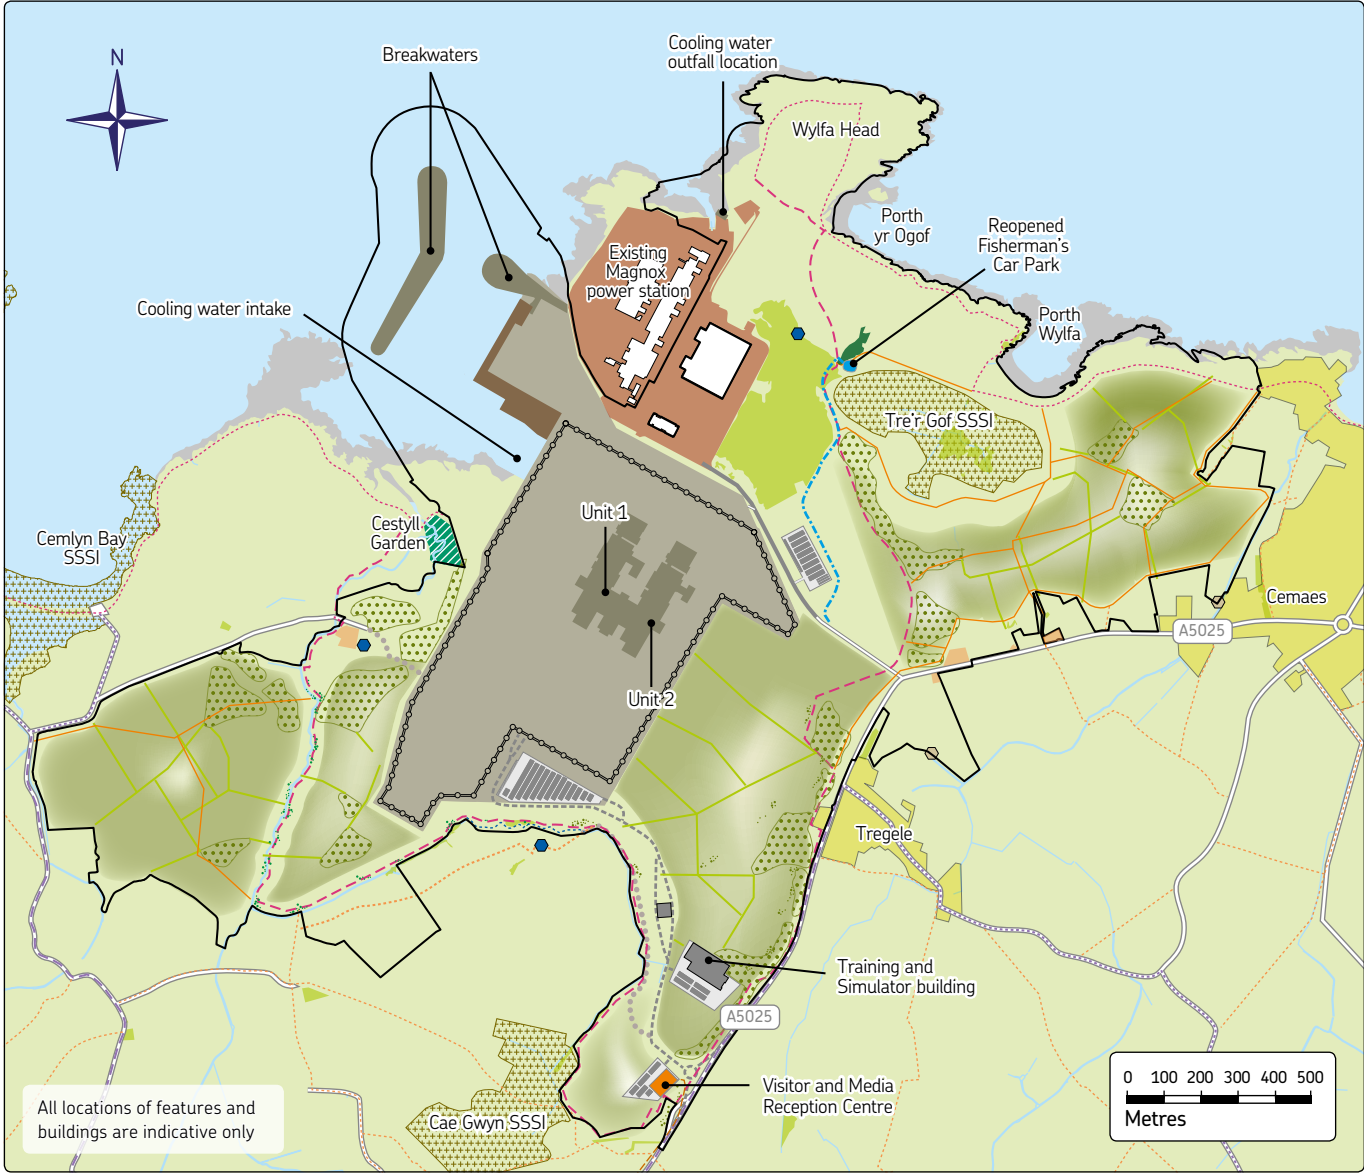 N
Breakwaters
Cooling water
outfall location
Wylfa Head
Porth
yr Ogof
Reopened
Fisherman's
Car Park
Existing
Magnox
power station
Cooling water intake
Porth
Wylfa
Tre'r Gof SSSI
Unit 1
Cestyll
Garden
Cemlyn Bay
SSSI
Cemaes
A5025
Unit 2
Tregele
Training and
Simulator building
A5025
Visitor and Media
Reception Centre
Cae Gwyn SSSI
All locations of features and
buildings are indicative only
0 100 200 300 400 500
Metres